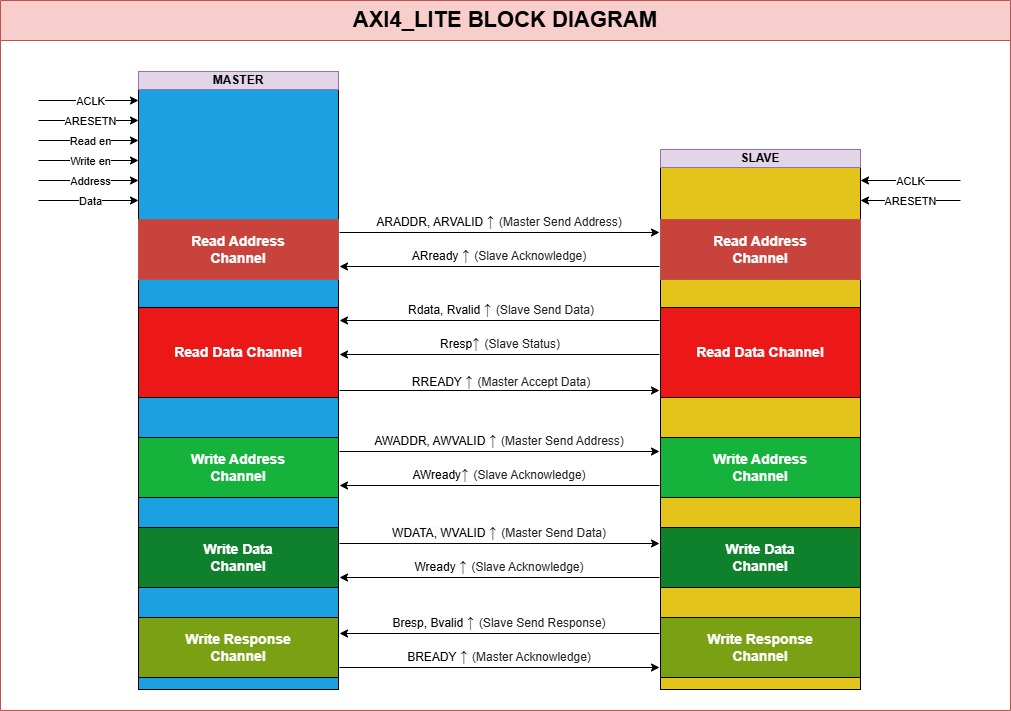 AXI4_LITE BLOCK DIAGRAM
MASTER
ACLK
ARESETN
Read en
Write en
Address
Data
SLAVE
ACLK
ARESETN
Read Address
Channel
ARADDR, ARVALID ↑ (Master Send Address)
ARready ↑ (Slave Acknowledge)
Read Address
Channel
Read Data Channel
Rdata, Rvalid ↑ (Slave Send Data)
Rresp↑ (Slave Status)
RREADY ↑ (Master Accept Data)
Read Data Channel
Write Address
Channel
AWADDR, AWVALID ↑ (Master Send Address)
AWready↑ (Slave Acknowledge)
Write Address
Channel
Write Data
Channel
WDATA, WVALID ↑ (Master Send Data)
Wready ↑ (Slave Acknowledge)
Write Data
Channel
Write Response
Channel
Bresp, Bvalid ↑ (Slave Send Response)
BREADY ↑ (Master Acknowledge)
Write Response
Channel